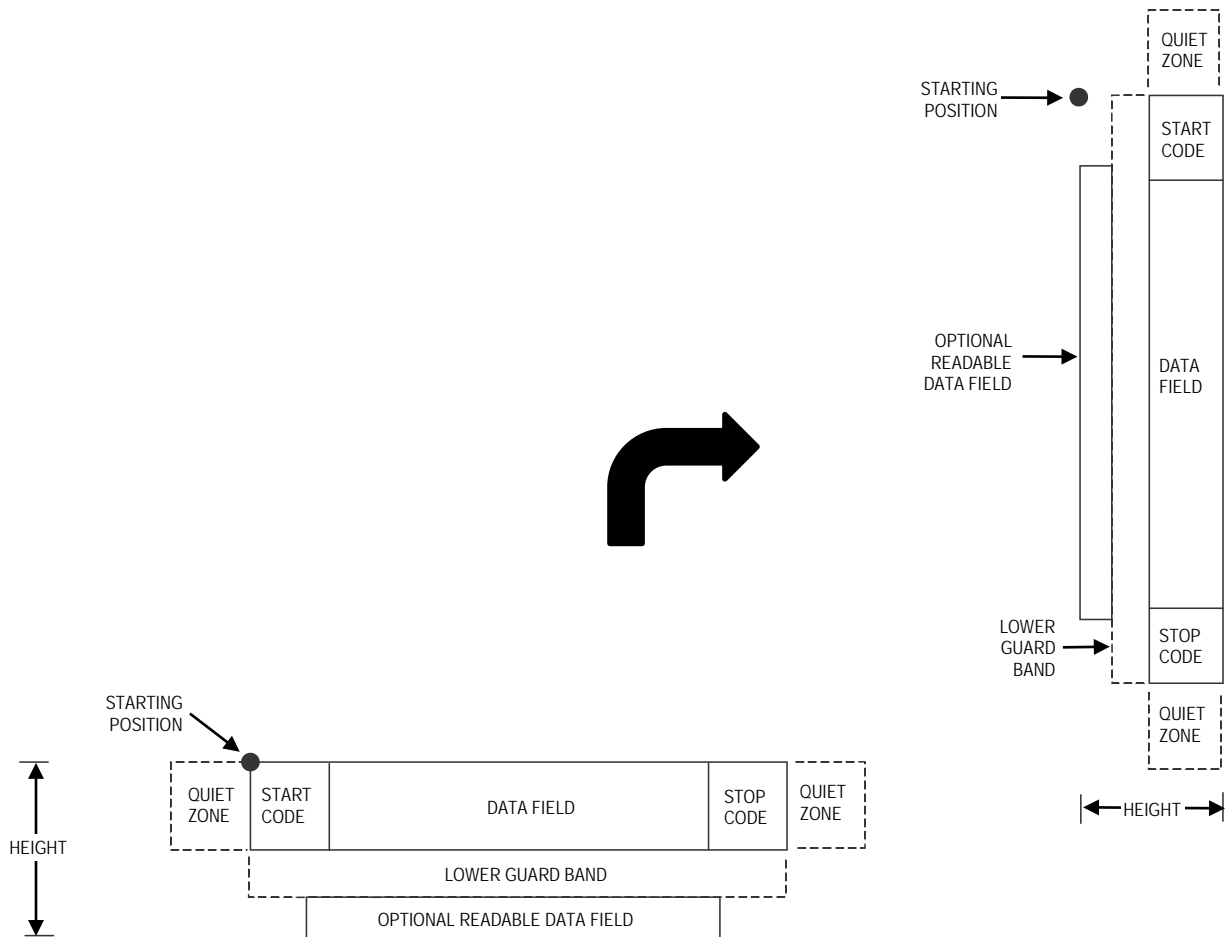 QUIET
ZONE
STARTING
POSITION
START
CODE
OPTIONAL
READABLE
DATA FIELD
DATA
FIELD
LOWER
GUARD
BAND
STOP
CODE
QUIET
ZONE
HEIGHT
STARTING
POSITION
QUIET
ZONE
START
CODE
DATA FIELD
STOP
CODE
QUIET
ZONE
HEIGHT
LOWER GUARD BAND
OPTIONAL READABLE DATA FIELD